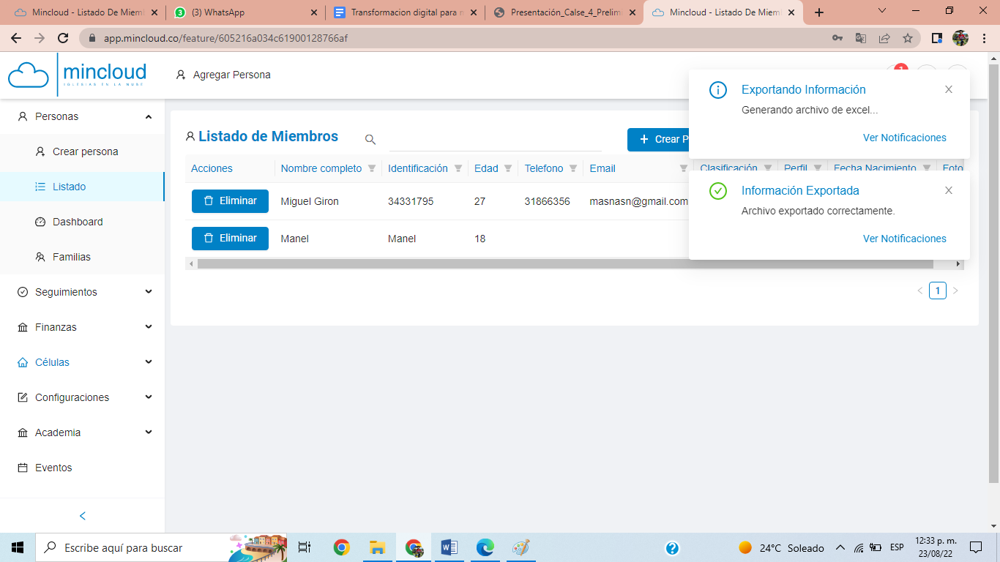 Mincloud - Listado De Miem
(3) WhatsApp
Transformacion digital para
Presentación_Calse_4_Prelim
Mincloud - Listado De Miem
app.mincloud.co/feature/605216a034c61900128766af
mincloud
IGLESIAS EN LA NUBE
Agregar Persona
1
Personas
Crear persona
Listado
Dashboard
Familias
Seguimientos
Finanzas
Células
Configuraciones
Academia
Eventos
Listado de Miembros
+ Crear P
Acciones Nombre completo Identificación Edad Telefono Email Clasificación Perfil Fecha Nacimiento Foto
Eliminar Miguel Giron 34331795 27 31866356 masnasn@gmail.com
Eliminar Manel Manel 18
1
Exportando Información
Generando archivo de excel...
Ver Notificaciones
Información Exportada
Archivo exportado correctamente.
Ver Notificaciones
Escribe aquí para buscar
24°C Soleado
ESP
12:33 p. m.
23/08/22